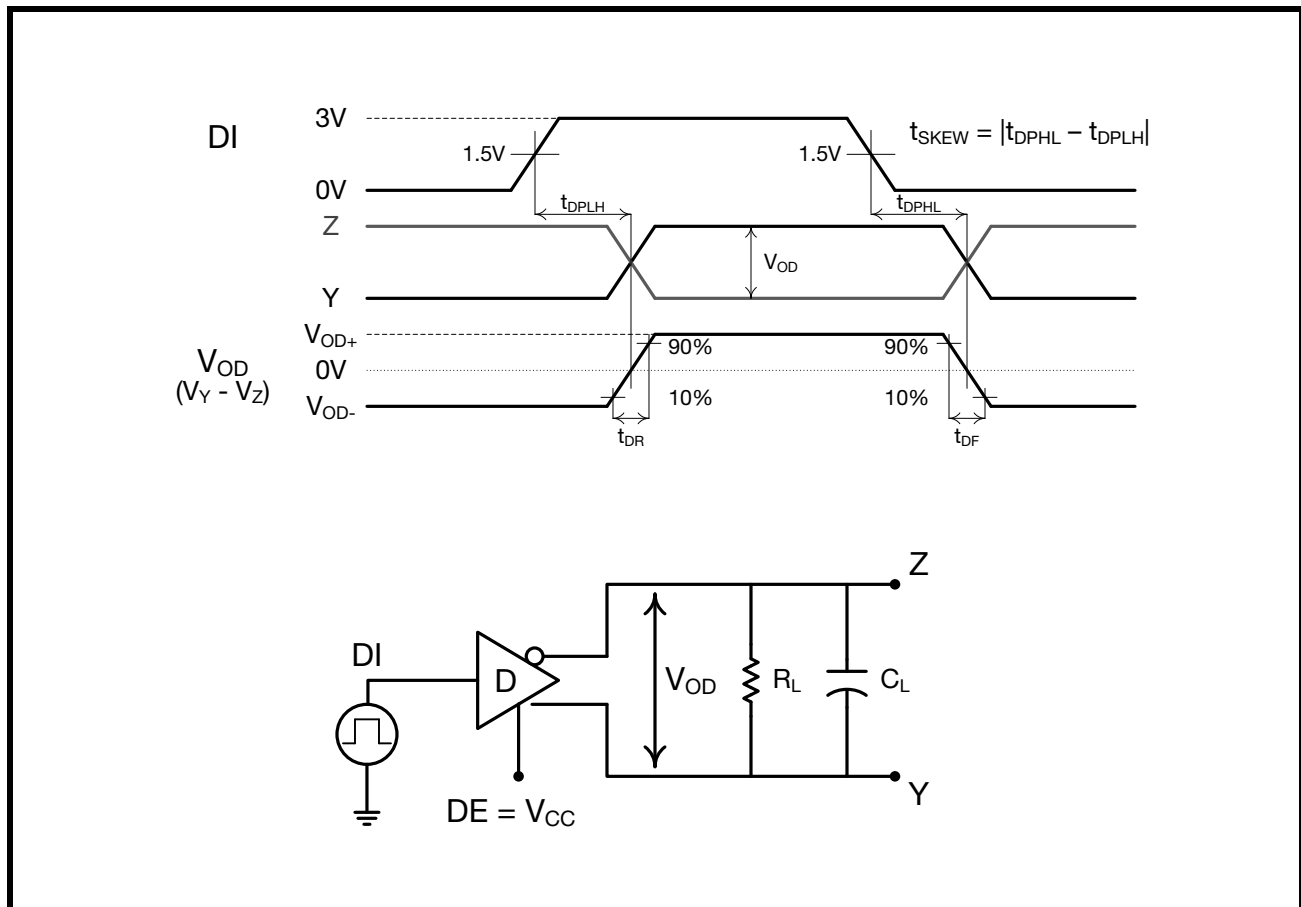 3V
DI
1.5V
1.5V
tSKEW = |tDPHL – tDPLH|
0V
tDPLH
tDPHL
Z
VOD
Y
VOD+
90%
90%
VOD
(VY - VZ)
0V
10%
10%
VOD-
tDR
tDF
Z
DI
D
VOD
RL
CL
Y
DE = VCC